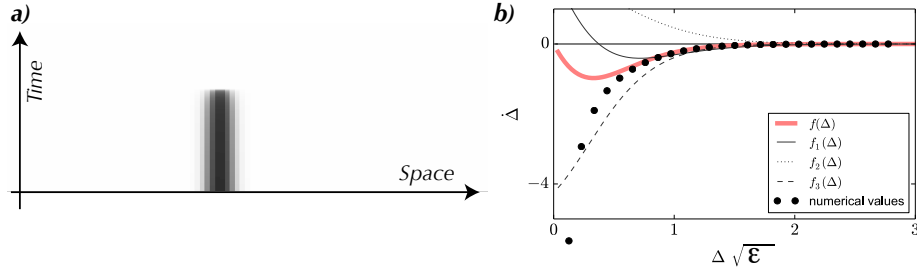 a)
Time
Space
b)
0
−4
Δ̇
f(Δ)
f₁(Δ)
f₂(Δ)
f₃(Δ)
numerical values
0 1 2 3
Δ √ε